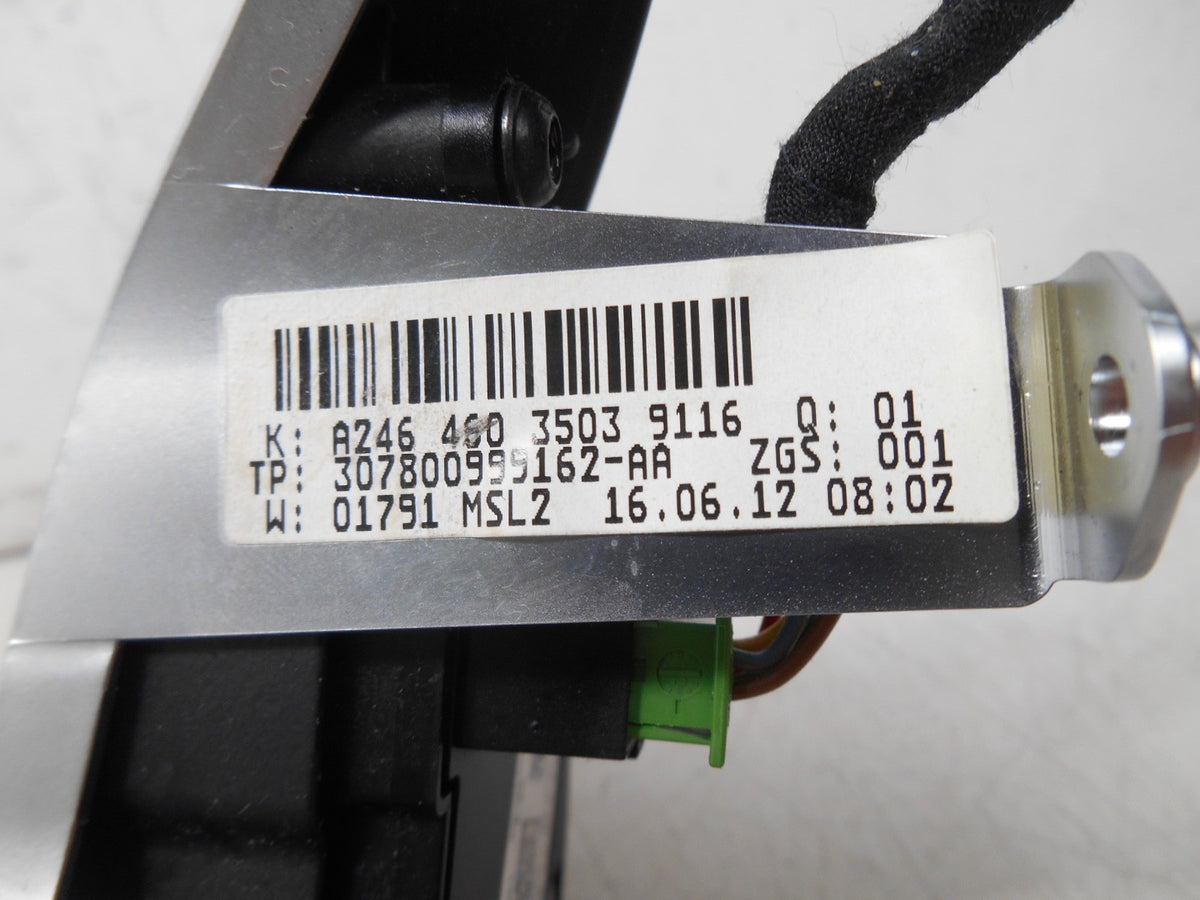 K: A246 460 3503 9116 Q: 01
TP: 307800999162-AA ZGS: 001
W: 01791 MSL2 16.06.12 08:02